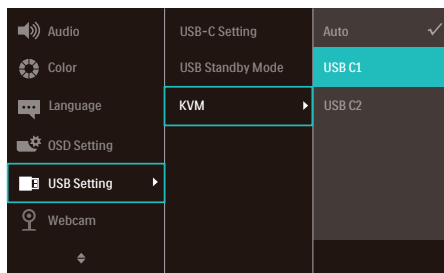 Audio
Color
Language
OSD Setting
USB Setting
Webcam
USB-C Setting
USB Standby Mode
KVM
Auto
USB C1
USB C2